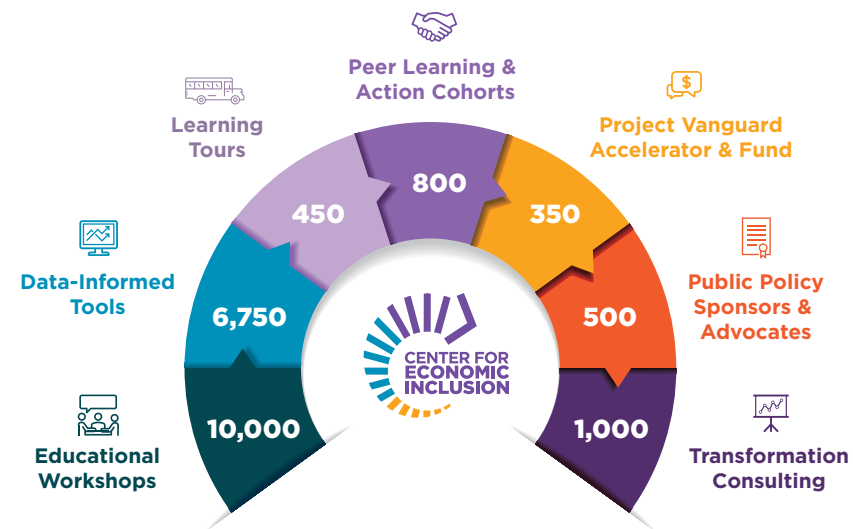 Peer Learning &
Action Cohorts
Learning
Tours
$
Project Vanguard
Accelerator & Fund
800
450
350
Data-Informed
Tools
Public Policy
Sponsors &
Advocates
6,750
500
CENTER FOR
ECONOMIC
INCLUSION
10,000
1,000
Educational
Workshops
Transformation
Consulting